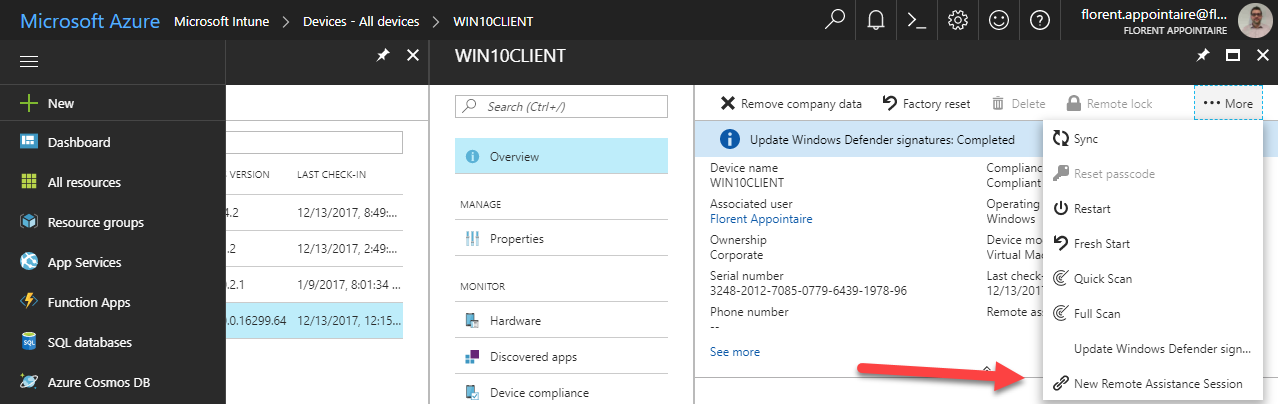 Microsoft Azure Microsoft Intune > Devices - All devices > WIN10CLIENT
florent.appointaire@fl...
FLORENT APPOINTAIRE
New
Dashboard
All resources
Resource groups
App Services
Function Apps
SQL databases
Azure Cosmos DB
VERSION LAST CHECK-IN
4.2 12/13/2017, 8:49:...
.2 12/13/2017, 2:49:...
.2.1 1/9/2017, 8:01:34
.0.16299.64 12/13/2017, 12:15...
WIN10CLIENT
Search (Ctrl+/)
Overview
MANAGE
Properties
MONITOR
Hardware
Discovered apps
Device compliance
Remove company data Factory reset Delete Remote lock ••• More
Update Windows Defender signatures: Completed
Device name
WIN10CLIENT
Associated user
Florent Appointaire
Ownership
Corporate
Serial number
3248-2012-7085-0779-6439-1978-96
Phone number
--
See more
Complianc
Compliant
Operating
Windows
Device mo
Virtual Ma
Last check-
12/13/2017
Remote ass
Sync
Reset passcode
Restart
Fresh Start
Quick Scan
Full Scan
Update Windows Defender sign...
New Remote Assistance Session